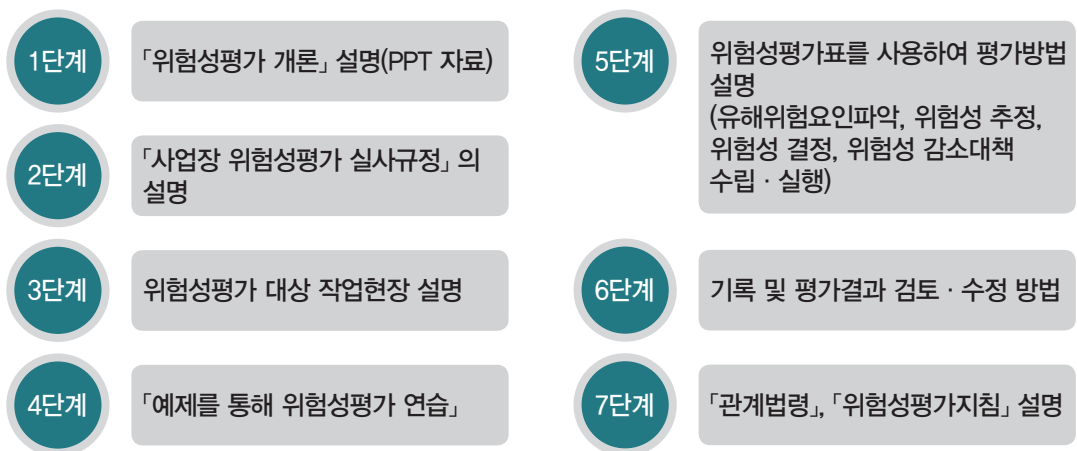 1단계
「위험성평가 개론」 설명(PPT 자료)
2단계
「사업장 위험성평가 실사규정」 의
설명
3단계
위험성평가 대상 작업현장 설명
4단계
「예제를 통해 위험성평가 연습」
5단계
위험성평가표를 사용하여 평가방법
설명
(유해위험요인파악, 위험성 추정,
위험성 결정, 위험성 감소대책
수립 · 실행)
6단계
기록 및 평가결과 검토 · 수정 방법
7단계
「관계법령」, 「위험성평가지침」 설명